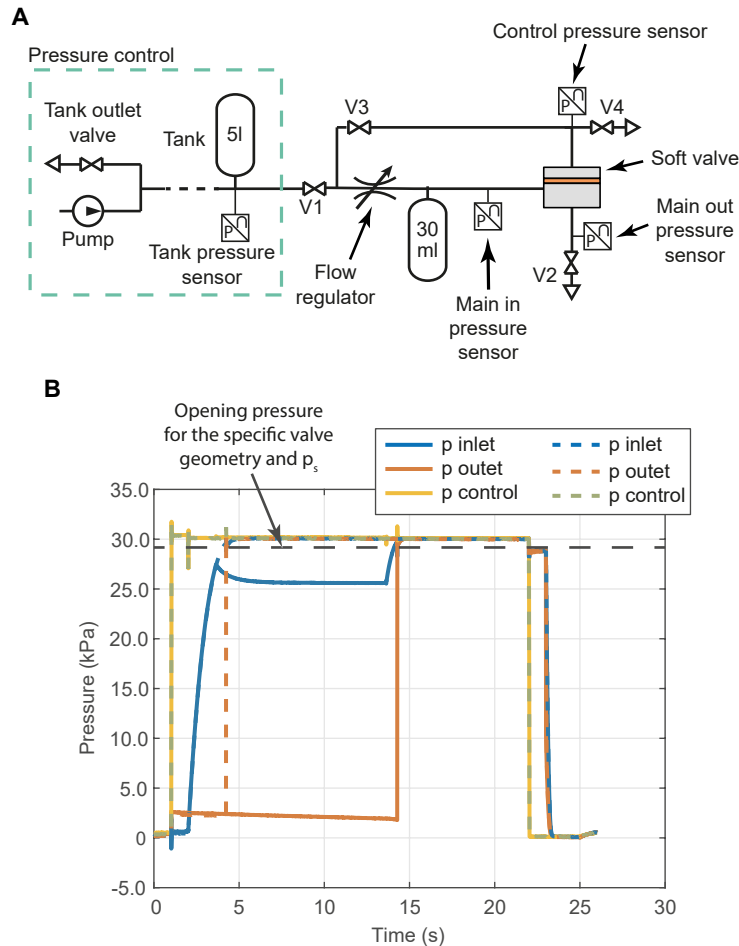 A
Control pressure sensor
Pressure control
Tank outlet
valve
Tank
5l
V3
V4
P
Soft valve
V1
P
Pump
Tank pressure
sensor
P
30
ml
P
Main out
pressure
sensor
Flow
regulator
V2
Main in
pressure
sensor
B
Opening pressure
for the specific valve
geometry and ps
p inlet
p outet
p control
p inlet
p outet
p control
35.0
30.0
25.0
20.0
15.0
10.0
5.0
0
-5.0
Pressure (kPa)
0
5
10
15
20
25
30
Time (s)